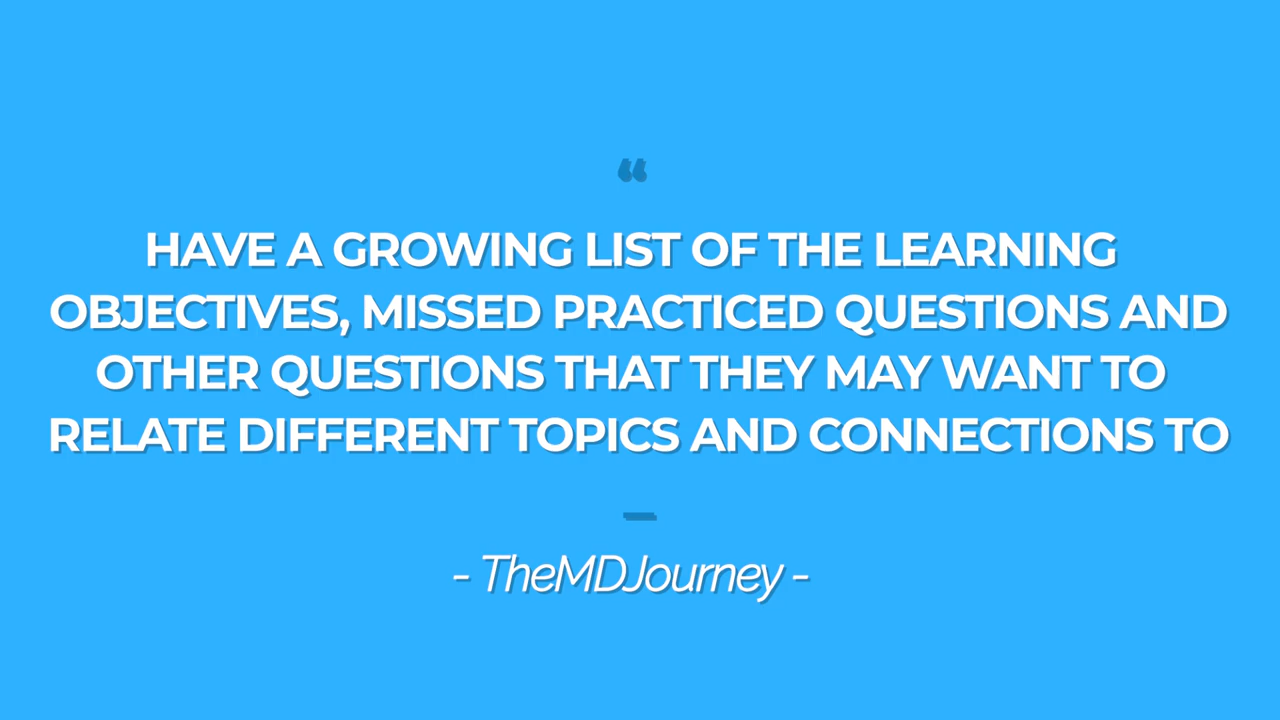 “
HAVE A GROWING LIST OF THE LEARNING
OBJECTIVES, MISSED PRACTICED QUESTIONS AND
OTHER QUESTIONS THAT THEY MAY WANT TO
RELATE DIFFERENT TOPICS AND CONNECTIONS TO
- TheMDJourney -